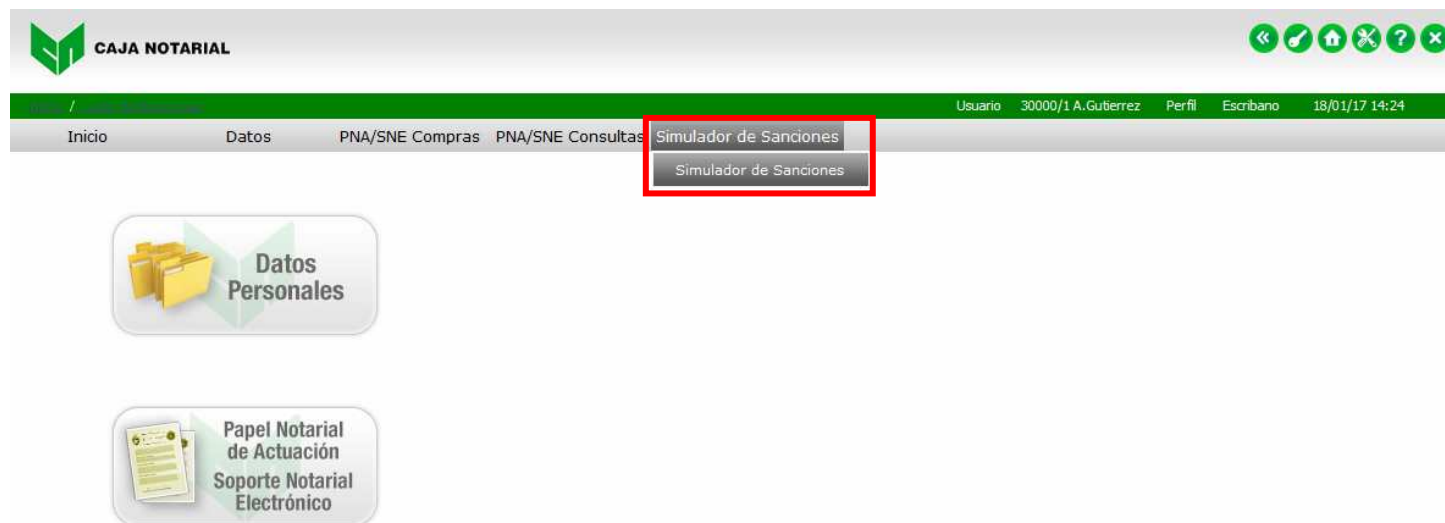 CAJA NOTARIAL
/
Usuario 30000/1 A.Gutierrez Perfil Escribano 18/01/17 14:24
Inicio Datos PNA/SNE Compras PNA/SNE Consultas Simulador de Sanciones
Simulador de Sanciones
Datos
Personales
Papel Notarial
de Actuación
Soporte Notarial
Electrónico